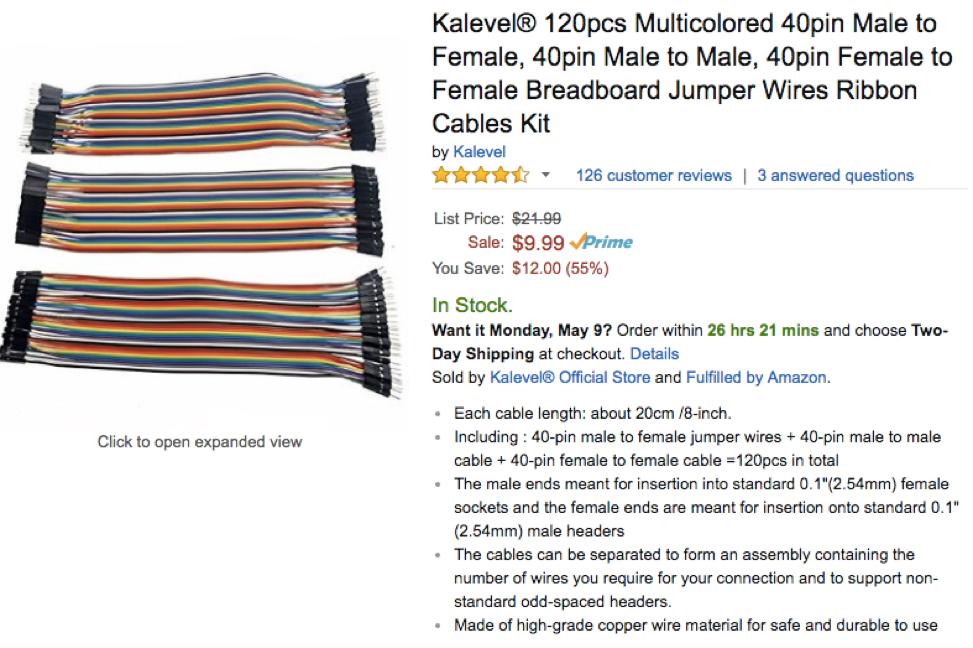 Kalevel® 120pcs Multicolored 40pin Male to
Female, 40pin Male to Male, 40pin Female to
Female Breadboard Jumper Wires Ribbon
Cables Kit
by Kalevel
126 customer reviews | 3 answered questions
List Price: $21.99
Sale: $9.99 Prime
You Save: $12.00 (55%)
In Stock.
Want it Monday, May 9? Order within 26 hrs 21 mins and choose Two-
Day Shipping at checkout. Details
Sold by Kalevel® Official Store and Fulfilled by Amazon.
Each cable length: about 20cm /8-inch.
Including : 40-pin male to female jumper wires + 40-pin male to male
cable + 40-pin female to female cable =120pcs in total
The male ends meant for insertion into standard 0.1"(2.54mm) female
sockets and the female ends are meant for insertion onto standard 0.1"
(2.54mm) male headers
The cables can be separated to form an assembly containing the
number of wires you require for your connection and to support non-
standard odd-spaced headers.
Made of high-grade copper wire material for safe and durable to use
Click to open expanded view